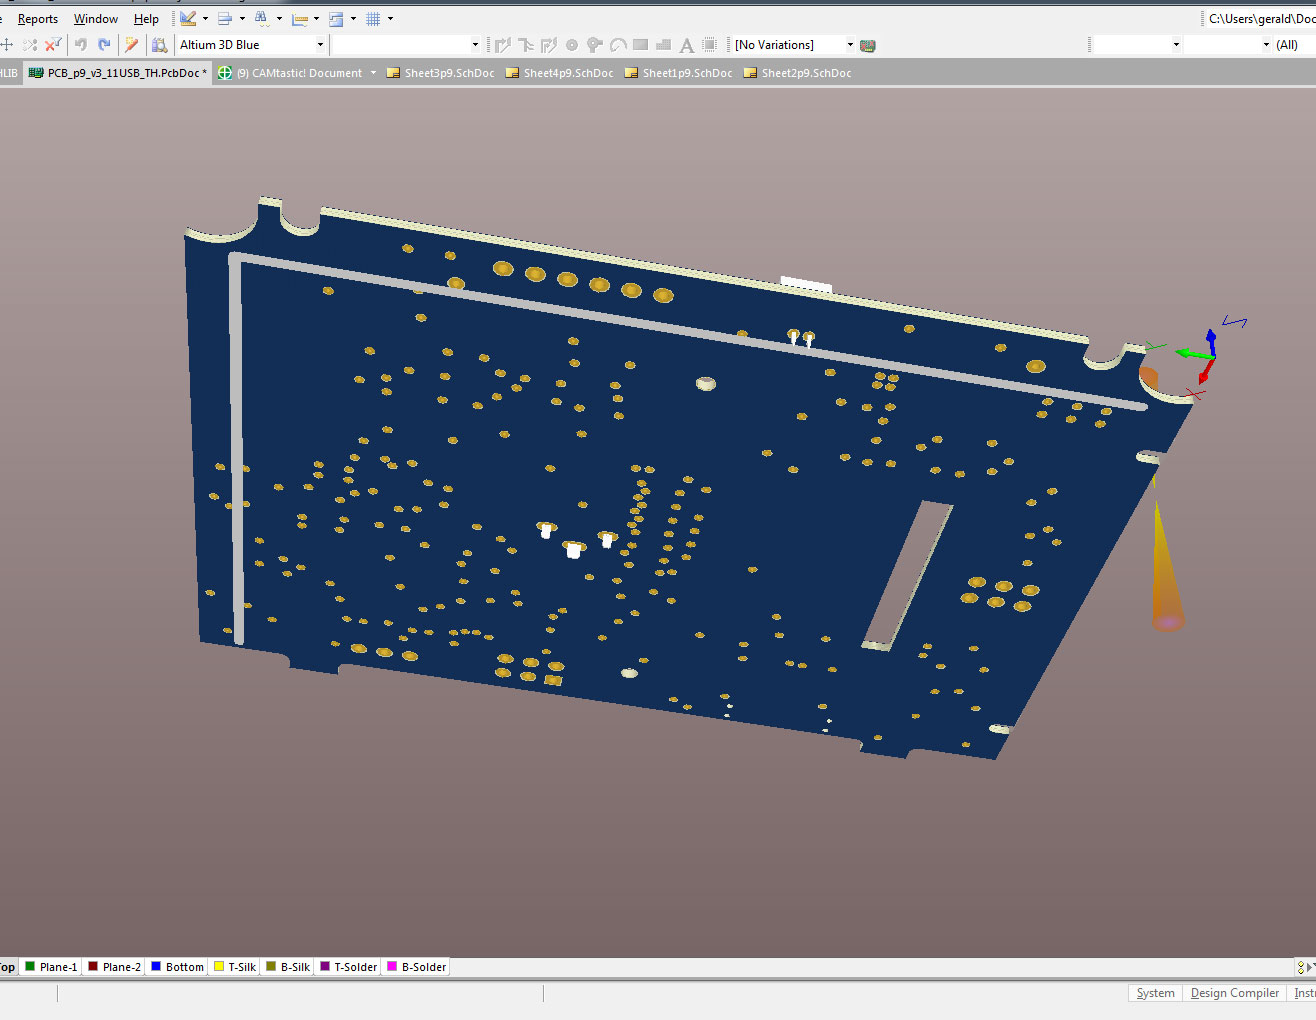 Reports Window Help C:\Users\gerald\Doc
Altium 3D Blue [No Variations] (All)
LIB PCB_p9_v3_11USB_TH.PcbDoc * (9) CAMtastic! Document Sheet3p9.SchDoc Sheet4p9.SchDoc Sheet1p9.SchDoc Sheet2p9.SchDoc
op Plane-1 Plane-2 Bottom T-Silk B-Silk T-Solder B-Solder
System Design Compiler Instr